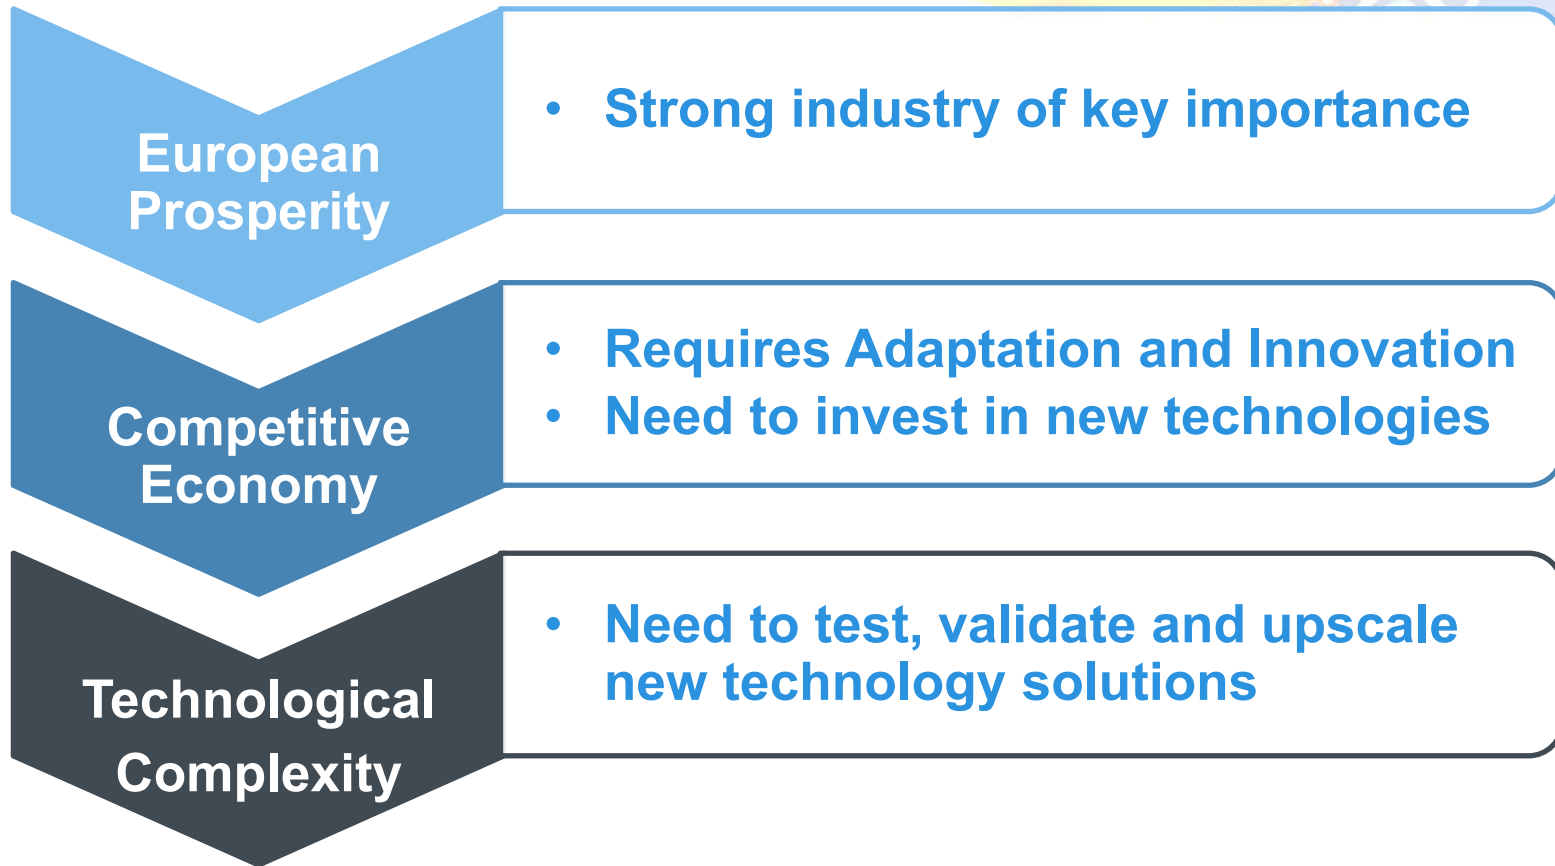 European
Prosperity
• Strong industry of key importance
Competitive
Economy
• Requires Adaptation and Innovation
• Need to invest in new technologies
Technological
Complexity
• Need to test, validate and upscale
new technology solutions